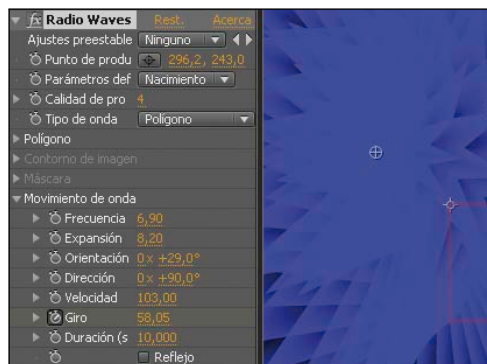 fx Radio Waves Rest. Acerca
Ajustes preestable Ninguno
Punto de produ 296,2, 243,0
Parámetros def Nacimiento
Calidad de pro 4
Tipo de onda Polígono
Polígono
Contorno de imagen
Máscara
Movimiento de onda
Frecuencia 6,90
Expansión 8,20
Orientación 0x +29,0°
Dirección 0x +90,0°
Velocidad 103,00
Giro 58,05
Duración (s 10,000
Reflejo